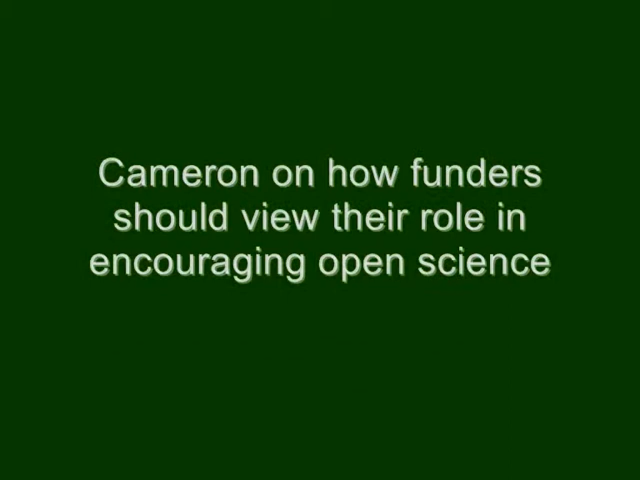 Cameron on how funders
should view their role in
encouraging open science